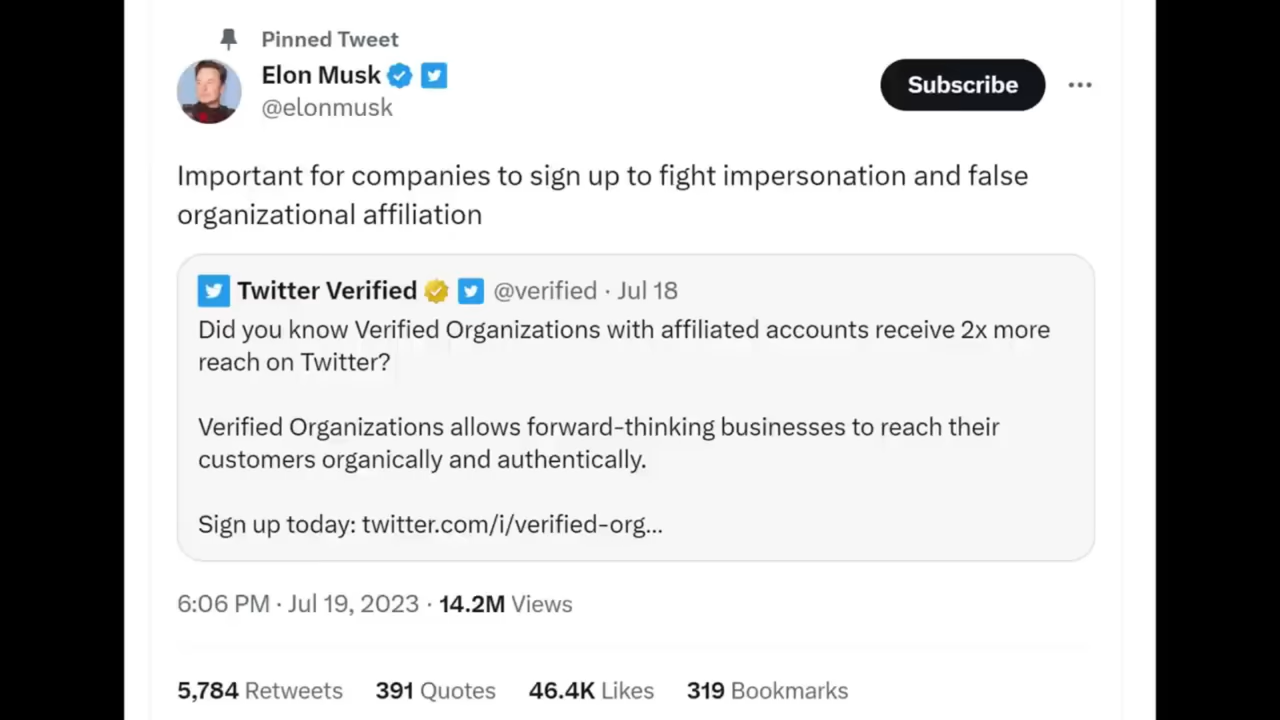 Pinned Tweet
Elon Musk
@elonmusk
Subscribe
Important for companies to sign up to fight impersonation and false
organizational affiliation
Twitter Verified @verified · Jul 18
Did you know Verified Organizations with affiliated accounts receive 2x more
reach on Twitter?
Verified Organizations allows forward-thinking businesses to reach their
customers organically and authentically.
Sign up today: twitter.com/i/verified-org...
6:06 PM · Jul 19, 2023 · 14.2M Views
5,784 Retweets 391 Quotes 46.4K Likes 319 Bookmarks